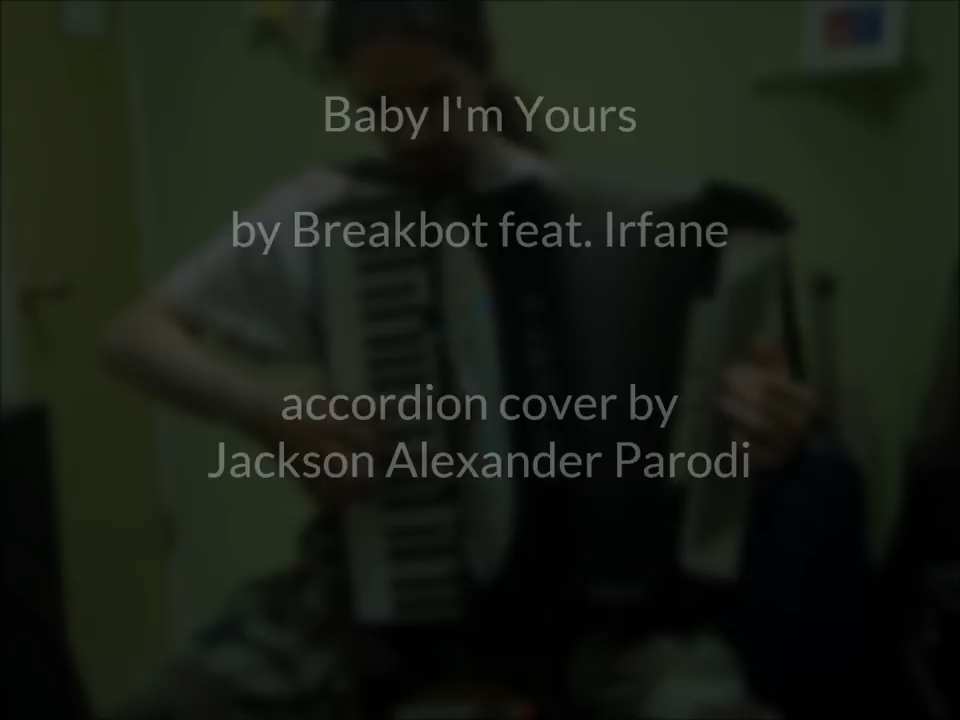 Baby I'm Yours
by Breakbot feat. Irfane
accordion cover by
Jackson Alexander Parodi